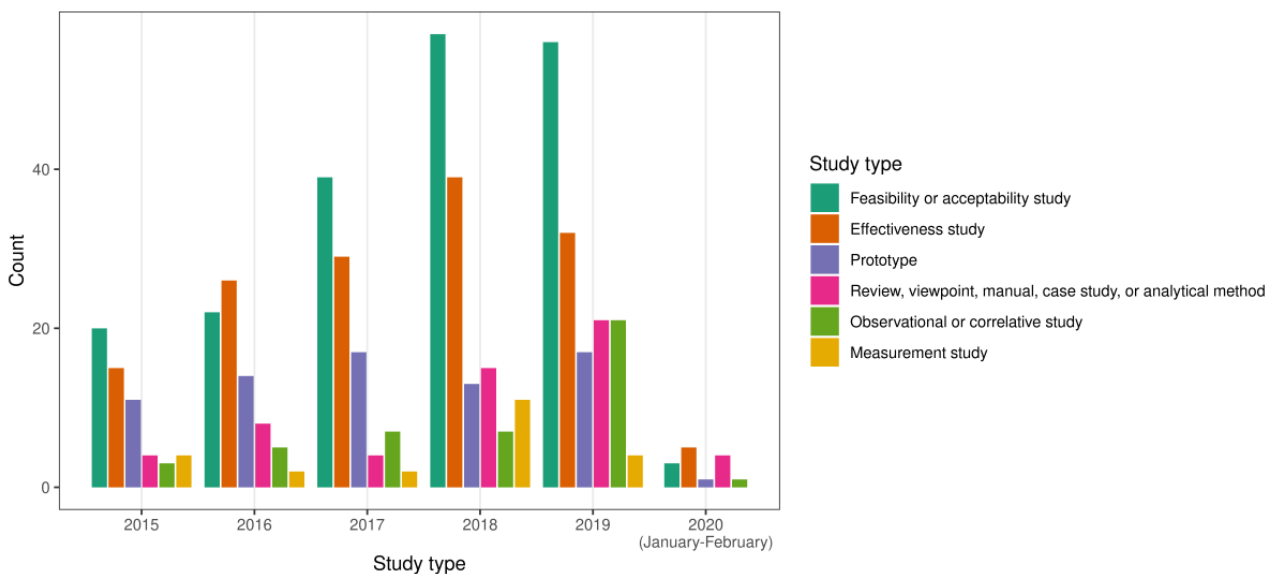 Count
40
20
0
2015
2016
2017
2018
2019
2020
(January-February)
Study type
Study type
Feasibility or acceptability study
Effectiveness study
Prototype
Review, viewpoint, manual, case study, or analytical method
Observational or correlative study
Measurement study